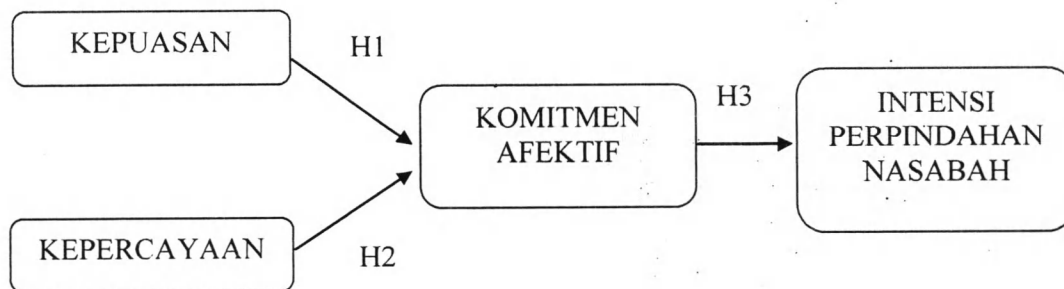 KEPUASAN
H1
KOMITMEN
AFEKTIF
H3
INTENSI
PERPINDAHAN
NASABAH
KEPERCAYAAN
H2